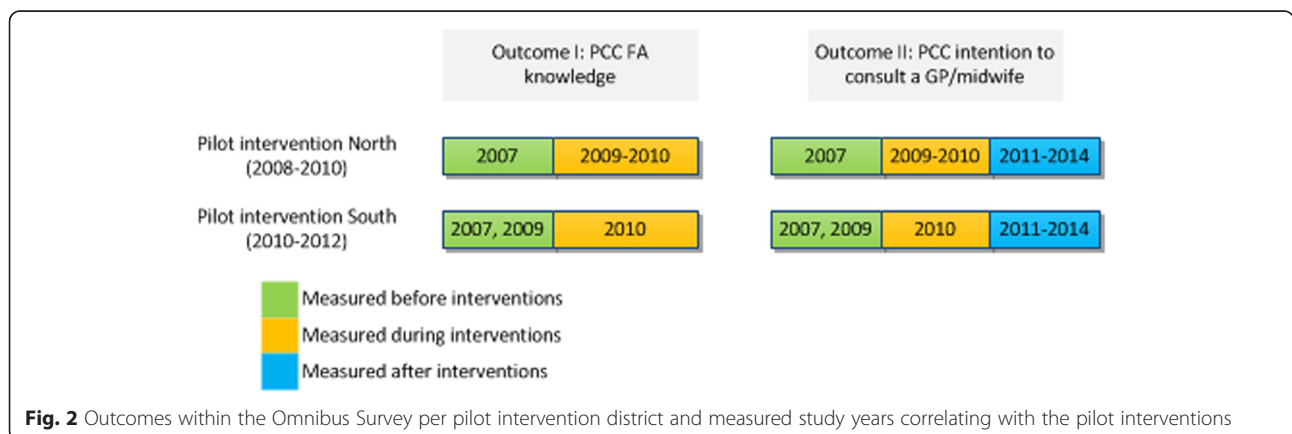 Outcome I: PCC FA
knowledge
Outcome II: PCC intention to
consult a GP/midwife
Pilot intervention North
(2008-2010)
2007
2009-2010
2007
2009-2010
2011-2014
Pilot intervention South
(2010-2012)
2007, 2009
2010
2007, 2009
2010
2011-2014
Measured before interventions
Measured during interventions
Measured after interventions
Fig. 2 Outcomes within the Omnibus Survey per pilot intervention district and measured study years correlating with the pilot interventions